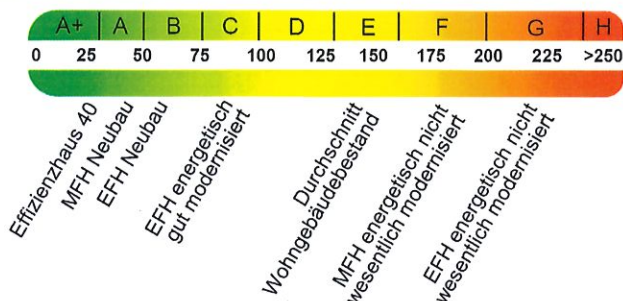 A+ A B C D E F G H
0 25 50 75 100 125 150 175 200 225 >250
Effizienzhaus 40
MFH Neubau
EFH Neubau
EFH energetisch
gut modernisiert
Durchschnitt
Wohngebäudebestand
MFH energetisch nicht
wesentlich modernisiert
EFH energetisch nicht
wesentlich modernisiert